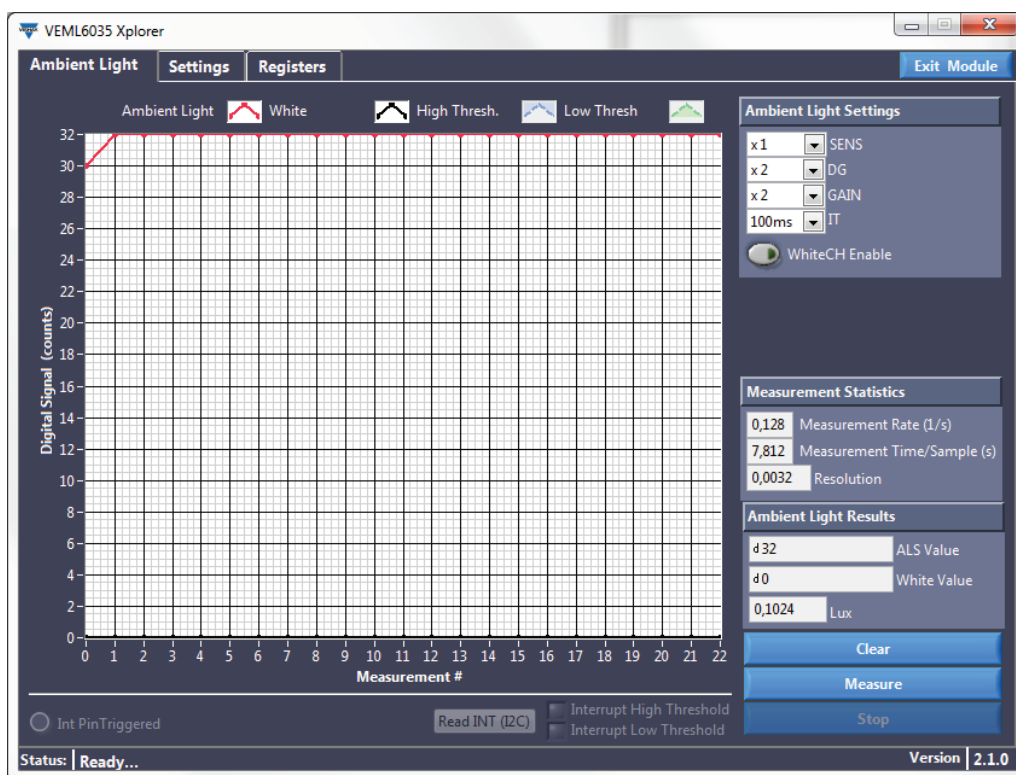 VEML6035 Xplorer
Ambient Light
Settings
Registers
Exit Module
Ambient Light
White
High Thresh.
Low Thresh
32
30
28
26
24
22
20
18
16
14
12
10
8
6
4
2
0
Digital Signal (counts)
0 1 2 3 4 5 6 7 8 9 10 11 12 13 14 15 16 17 18 19 20 21 22
Measurement #
Ambient Light Settings
x 1 SENS
x 2 DG
x 2 GAIN
100ms IT
WhiteCH Enable
Measurement Statistics
0,128 Measurement Rate (1/s)
7,812 Measurement Time/Sample (s)
0,0032 Resolution
Ambient Light Results
d 32 ALS Value
d 0 White Value
0,1024 Lux
Clear
Measure
Stop
Int PinTriggered
Read INT (I2C)
Interrupt High Threshold
Interrupt Low Threshold
Status: Ready...
Version 2.1.0